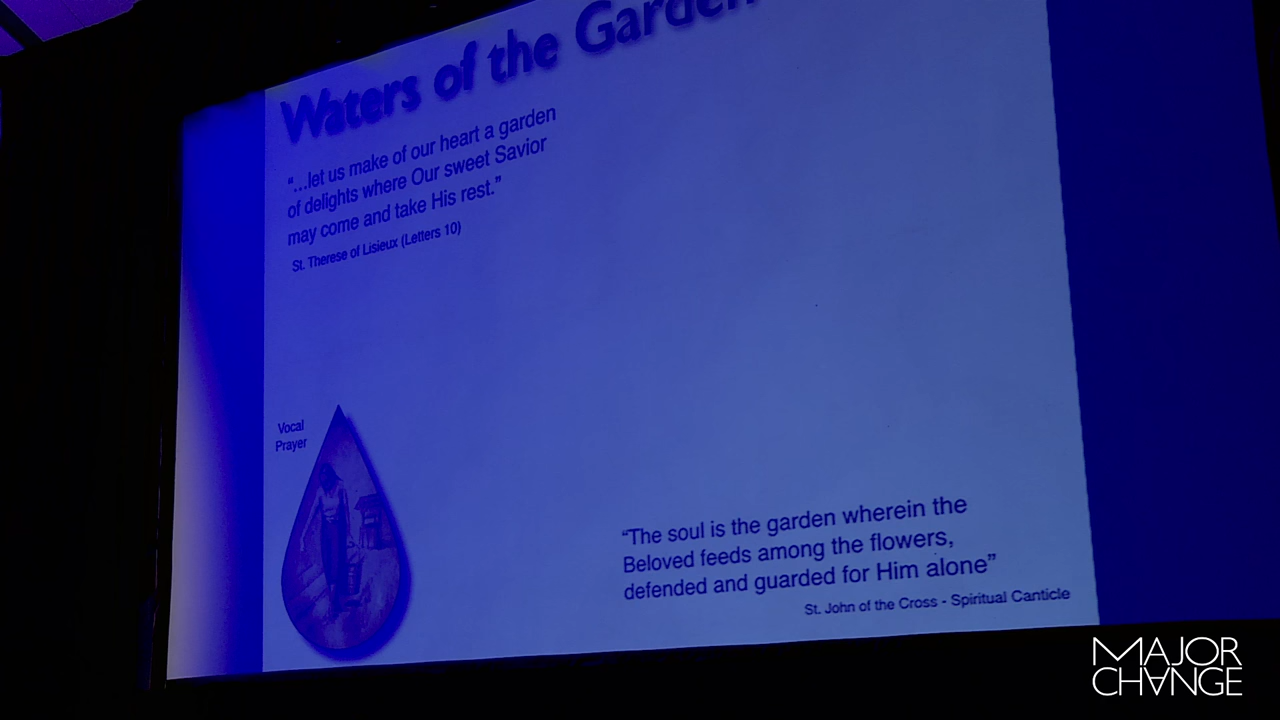 Waters of the Garden
“...let us make of our heart a garden
of delights where Our sweet Savior
may come and take His rest.”
St. Therese of Lisieux (Letters 10)
Vocal
Prayer
“The soul is the garden wherein the
Beloved feeds among the flowers,
defended and guarded for Him alone”
St. John of the Cross - Spiritual Canticle
MAJOR
CHANGE